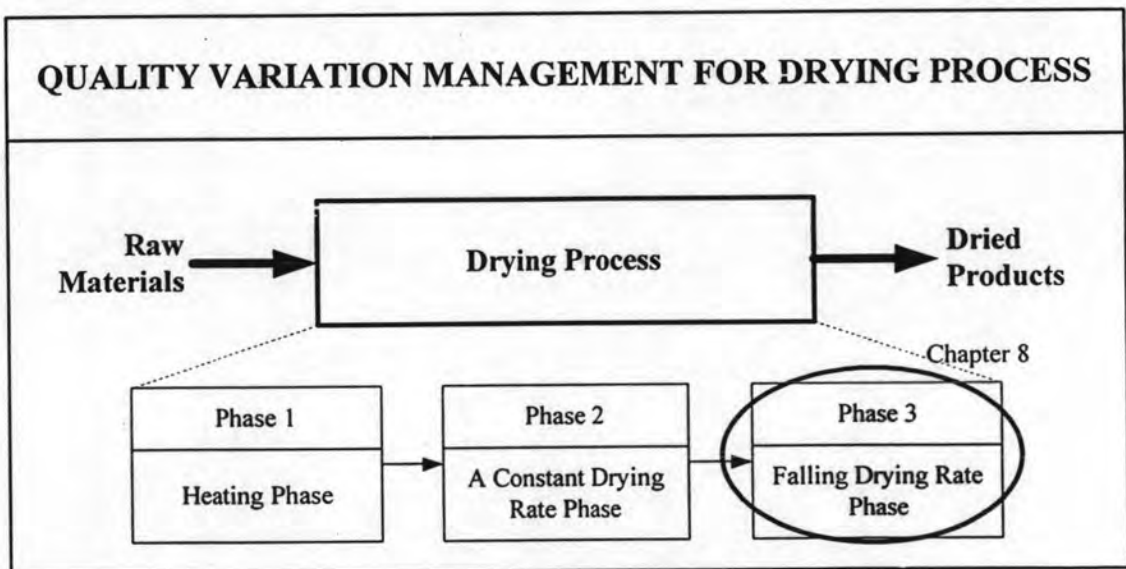 QUALITY VARIATION MANAGEMENT FOR DRYING PROCESS
Raw
Materials
Drying Process
Dried
Products
Chapter 8
Phase 1
Heating Phase
Phase 2
A Constant Drying
Rate Phase
Phase 3
Falling Drying Rate
Phase